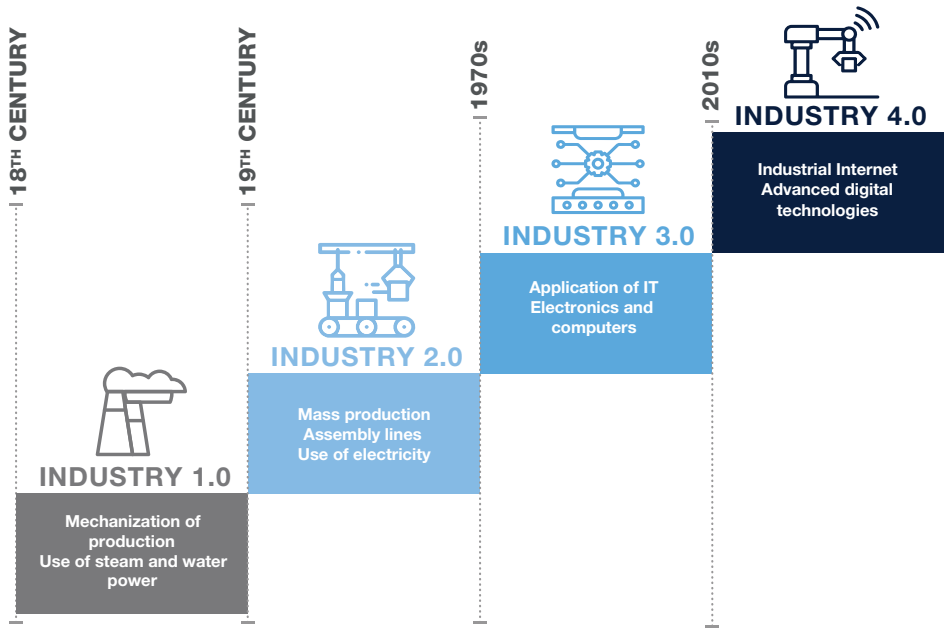 18TH CENTURY
19TH CENTURY
1970s
2010s
INDUSTRY 4.0
Industrial Internet
Advanced digital
technologies
INDUSTRY 3.0
Application of IT
Electronics and
computers
INDUSTRY 2.0
Mass production
Assembly lines
Use of electricity
INDUSTRY 1.0
Mechanization of
production
Use of steam and water
power